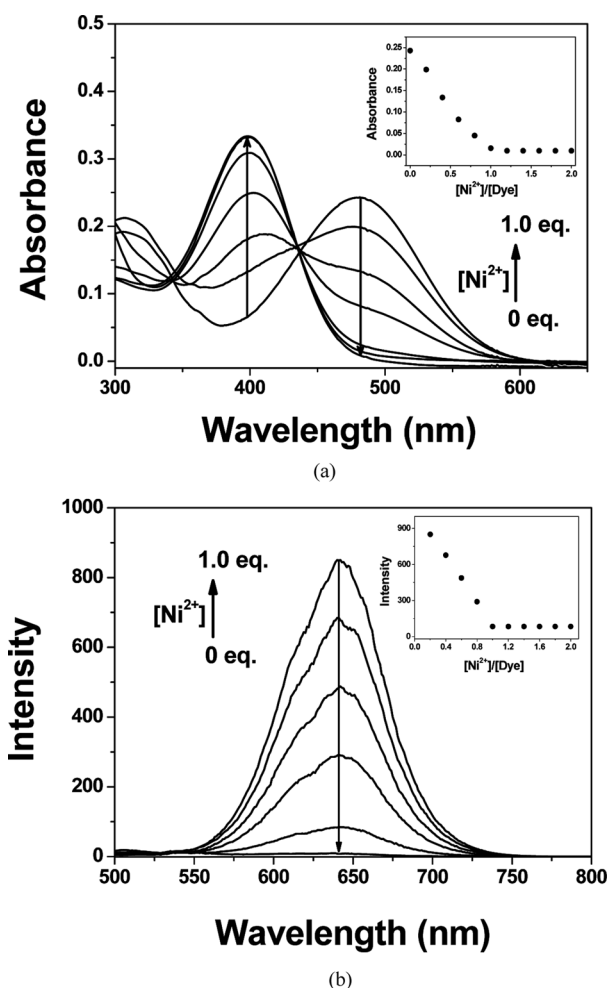 0.5
0.4
0.3
0.2
0.1
0.0
Absorbance
300 400 500 600
Wavelength (nm)
0.25
0.20
0.15
0.10
0.05
0.00
Absorbance
0.0 0.5 1.0 1.5 2.0
[Ni²⁺]/[Dye]
1.0 eq.
[Ni²⁺]
0 eq.
(a)
1000
800
600
400
200
0
Intensity
500 550 600 650 700 750 800
Wavelength (nm)
1.0 eq.
[Ni²⁺]
0 eq.
900
600
300
0
Intensity
0.0 0.4 0.8 1.2 1.6 2.0
[Ni²⁺]/[Dye]
(b)